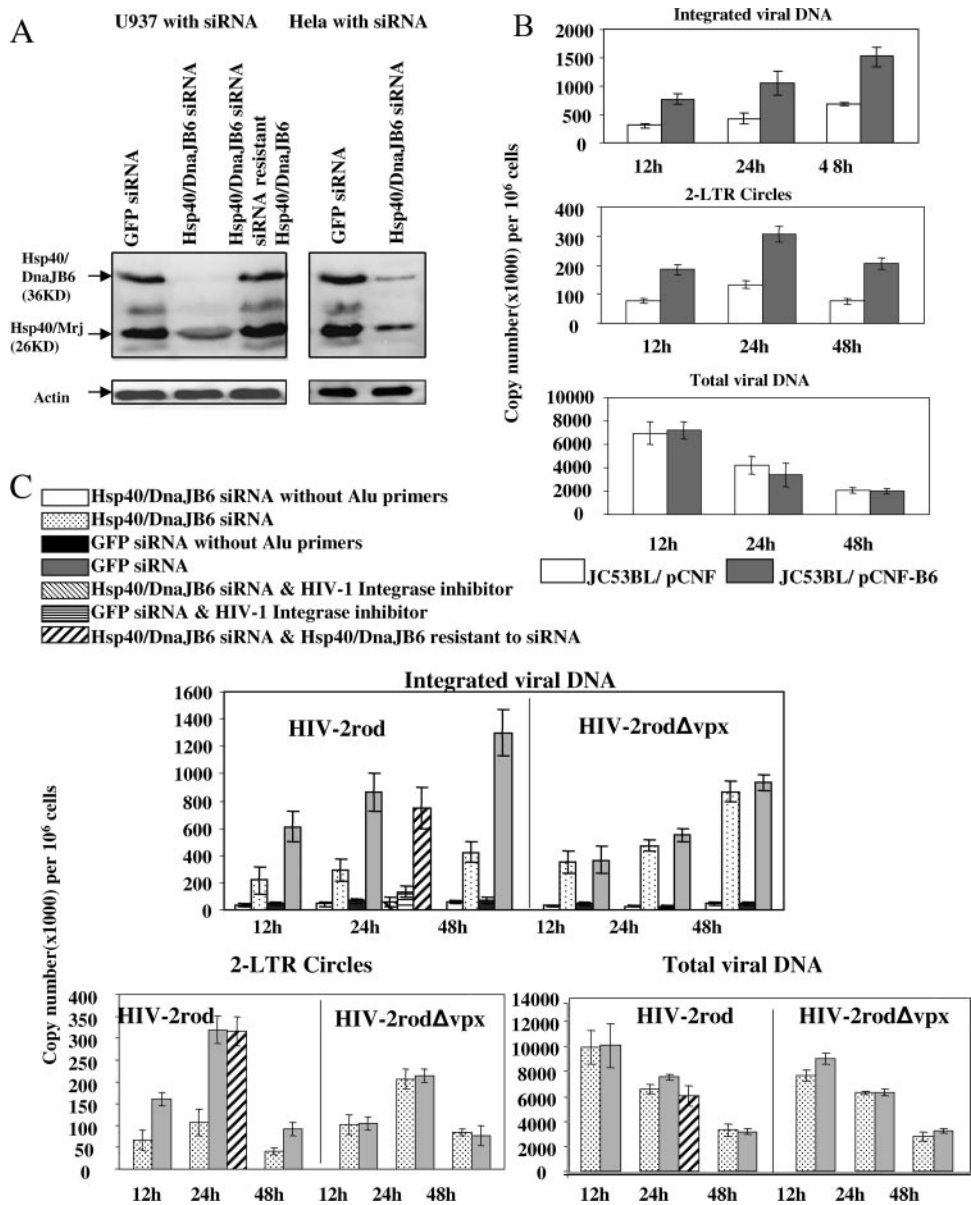 A
U937 with siRNA
Hela with siRNA
GFP siRNA
Hsp40/DnaJB6 siRNA
Hsp40/DnaJB6 siRNA
siRNA resistant
Hsp40/DnaJB6
GFP siRNA
Hsp40/DnaJB6 siRNA
Hsp40/
DnaJB6
(36KD)
Hsp40/Mrj
(26KD)
Actin
B
Copy number(x1000) per 10⁶ cells
Integrated viral DNA
2000
1500
1000
500
0
12h 24h 4 8h
2-LTR Circles
400
300
200
100
0
12h 24h 48h
Total viral DNA
10000
8000
6000
4000
2000
0
12h 24h 48h
JC53BL/ pCNF JC53BL/ pCNF-B6
C
Hsp40/DnaJB6 siRNA without Alu primers
Hsp40/DnaJB6 siRNA
GFP siRNA without Alu primers
GFP siRNA
Hsp40/DnaJB6 siRNA & HIV-1 Integrase inhibitor
GFP siRNA & HIV-1 Integrase inhibitor
Hsp40/DnaJB6 siRNA & Hsp40/DnaJB6 resistant to siRNA
Copy number(x1000) per 10⁶ cells
Integrated viral DNA
HIV-2rod HIV-2rodΔvpx
1600
1400
1200
1000
800
600
400
200
0
12h 24h 48h 12h 24h 48h
2-LTR Circles
HIV-2rod HIV-2rodΔvpx
400
350
300
250
200
150
100
50
0
12h 24h 48h 12h 24h 48h
Total viral DNA
HIV-2rod HIV-2rodΔvpx
14000
12000
10000
8000
6000
4000
2000
0
12h 24h 48h 12h 24h 48h